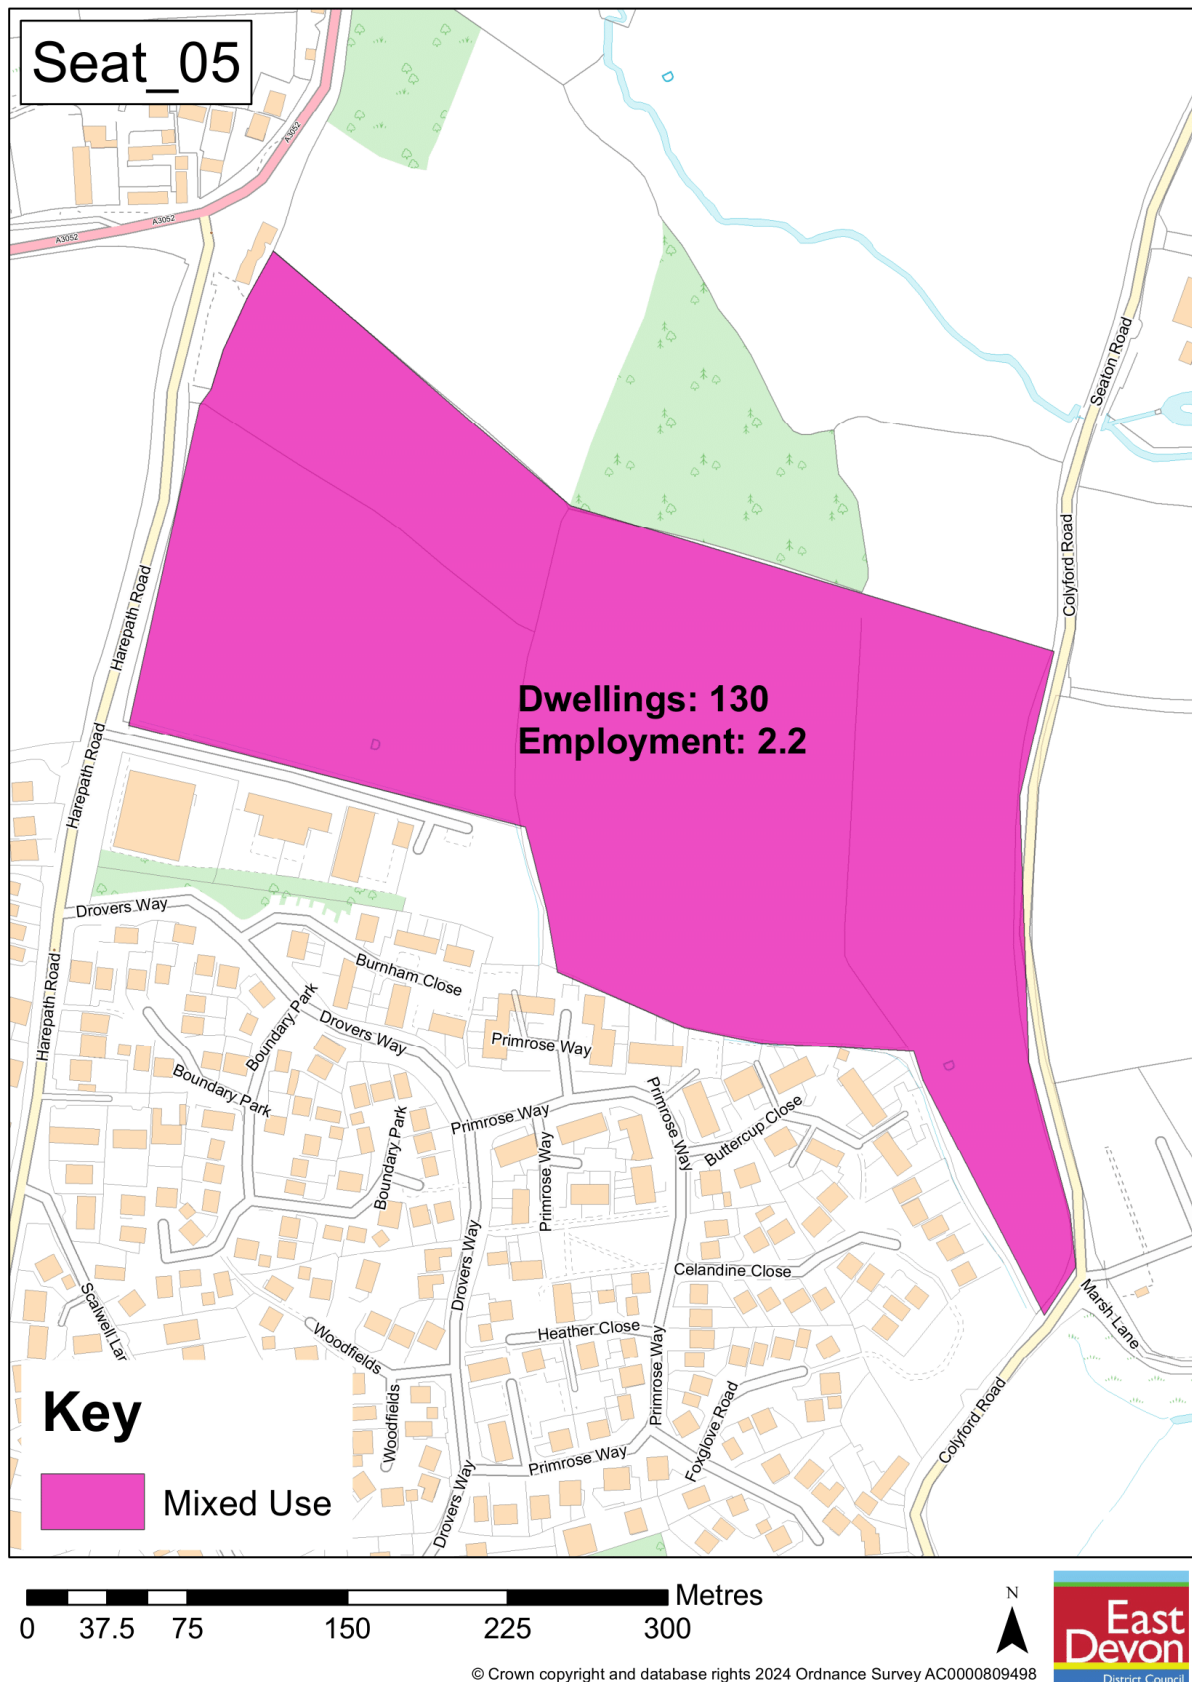 Seat_05
A3052
A3052
A3052
Seaton Road
Colyford Road
Harepath Road
Harepath Road
Dwellings: 130
Employment: 2.2
D
D
D
Drovers Way
Harepath Road
Burnham Close
Boundary Park
Drovers Way
Primrose Way
Boundary Park
Primrose Way
Primrose Way
Buttercup Close
Boundary Park
Primrose Way
Drovers Way
Celandine Close
Scalwell Lan
Marsh Lane
Woodfields
Heather Close
Primrose Way
Woodfields
Foxglove Road
Colyford Road
Primrose Way
Drovers Way
Key
Mixed Use
0 37.5 75 150 225 300 Metres
N
East
Devon
District Council
© Crown copyright and database rights 2024 Ordnance Survey AC0000809498